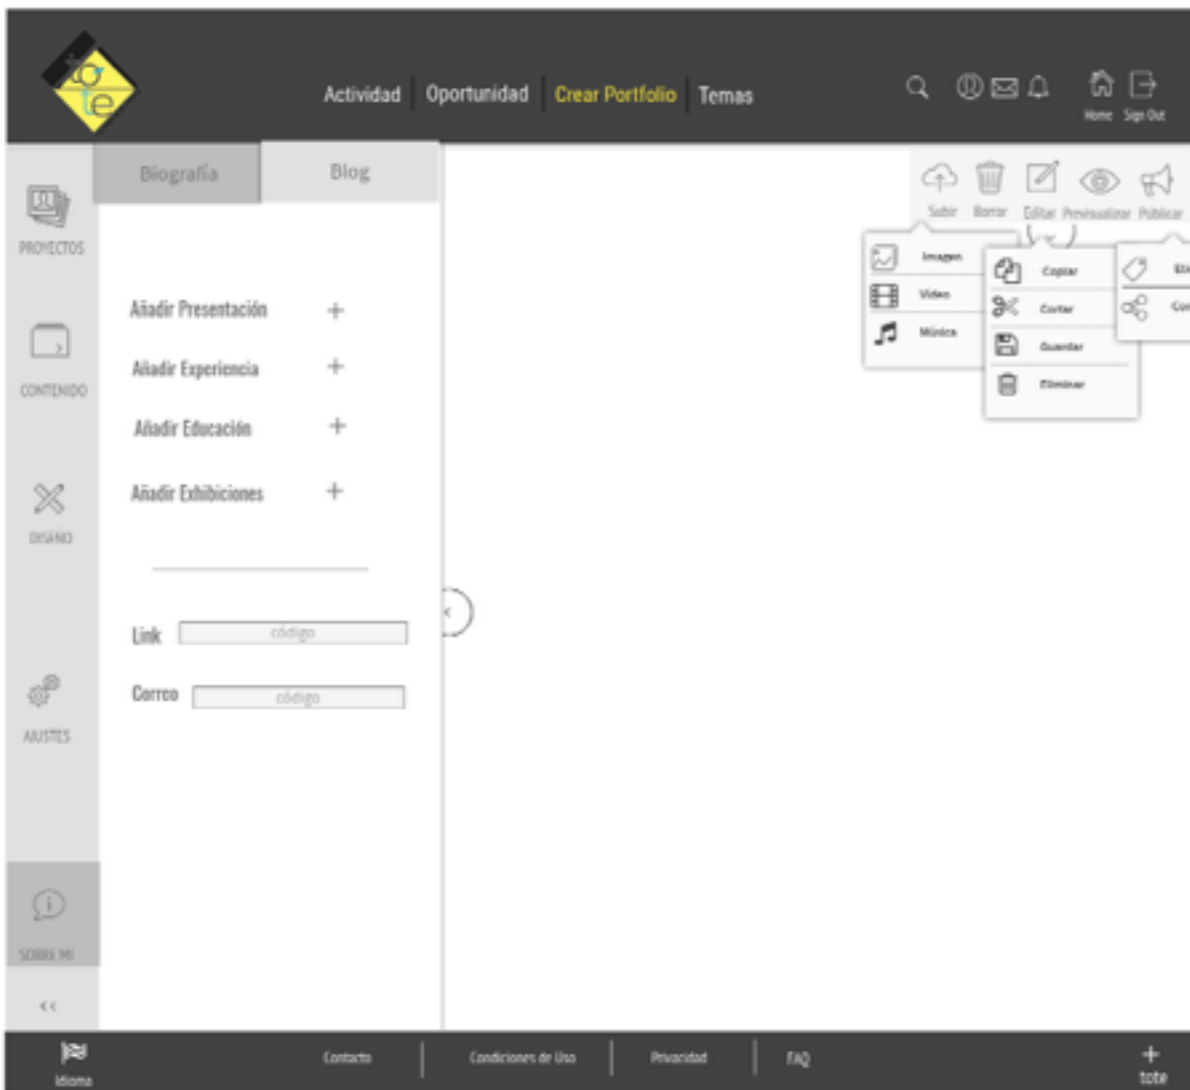 to
te
Actividad Oportunidad Crear Portfolio Temas
Home Sign Out
Biografía Blog
Subir Borrar Editar Previsualizar Publicar
PROYECTOS
Imagen
Video
Música
Copiar
Cortar
Guardar
Eliminar
Añadir Presentación +
Añadir Experiencia +
CONTENIDO
Añadir Educación +
Añadir Exhibiciones +
DISEÑO
Link código
Correo código
AJUSTES
SOBRE MI
<<
Idioma
Contacto Condiciones de Uso Privacidad FAQ
+
tote